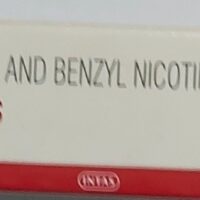 AND BENZYL NICOTI
INTAS